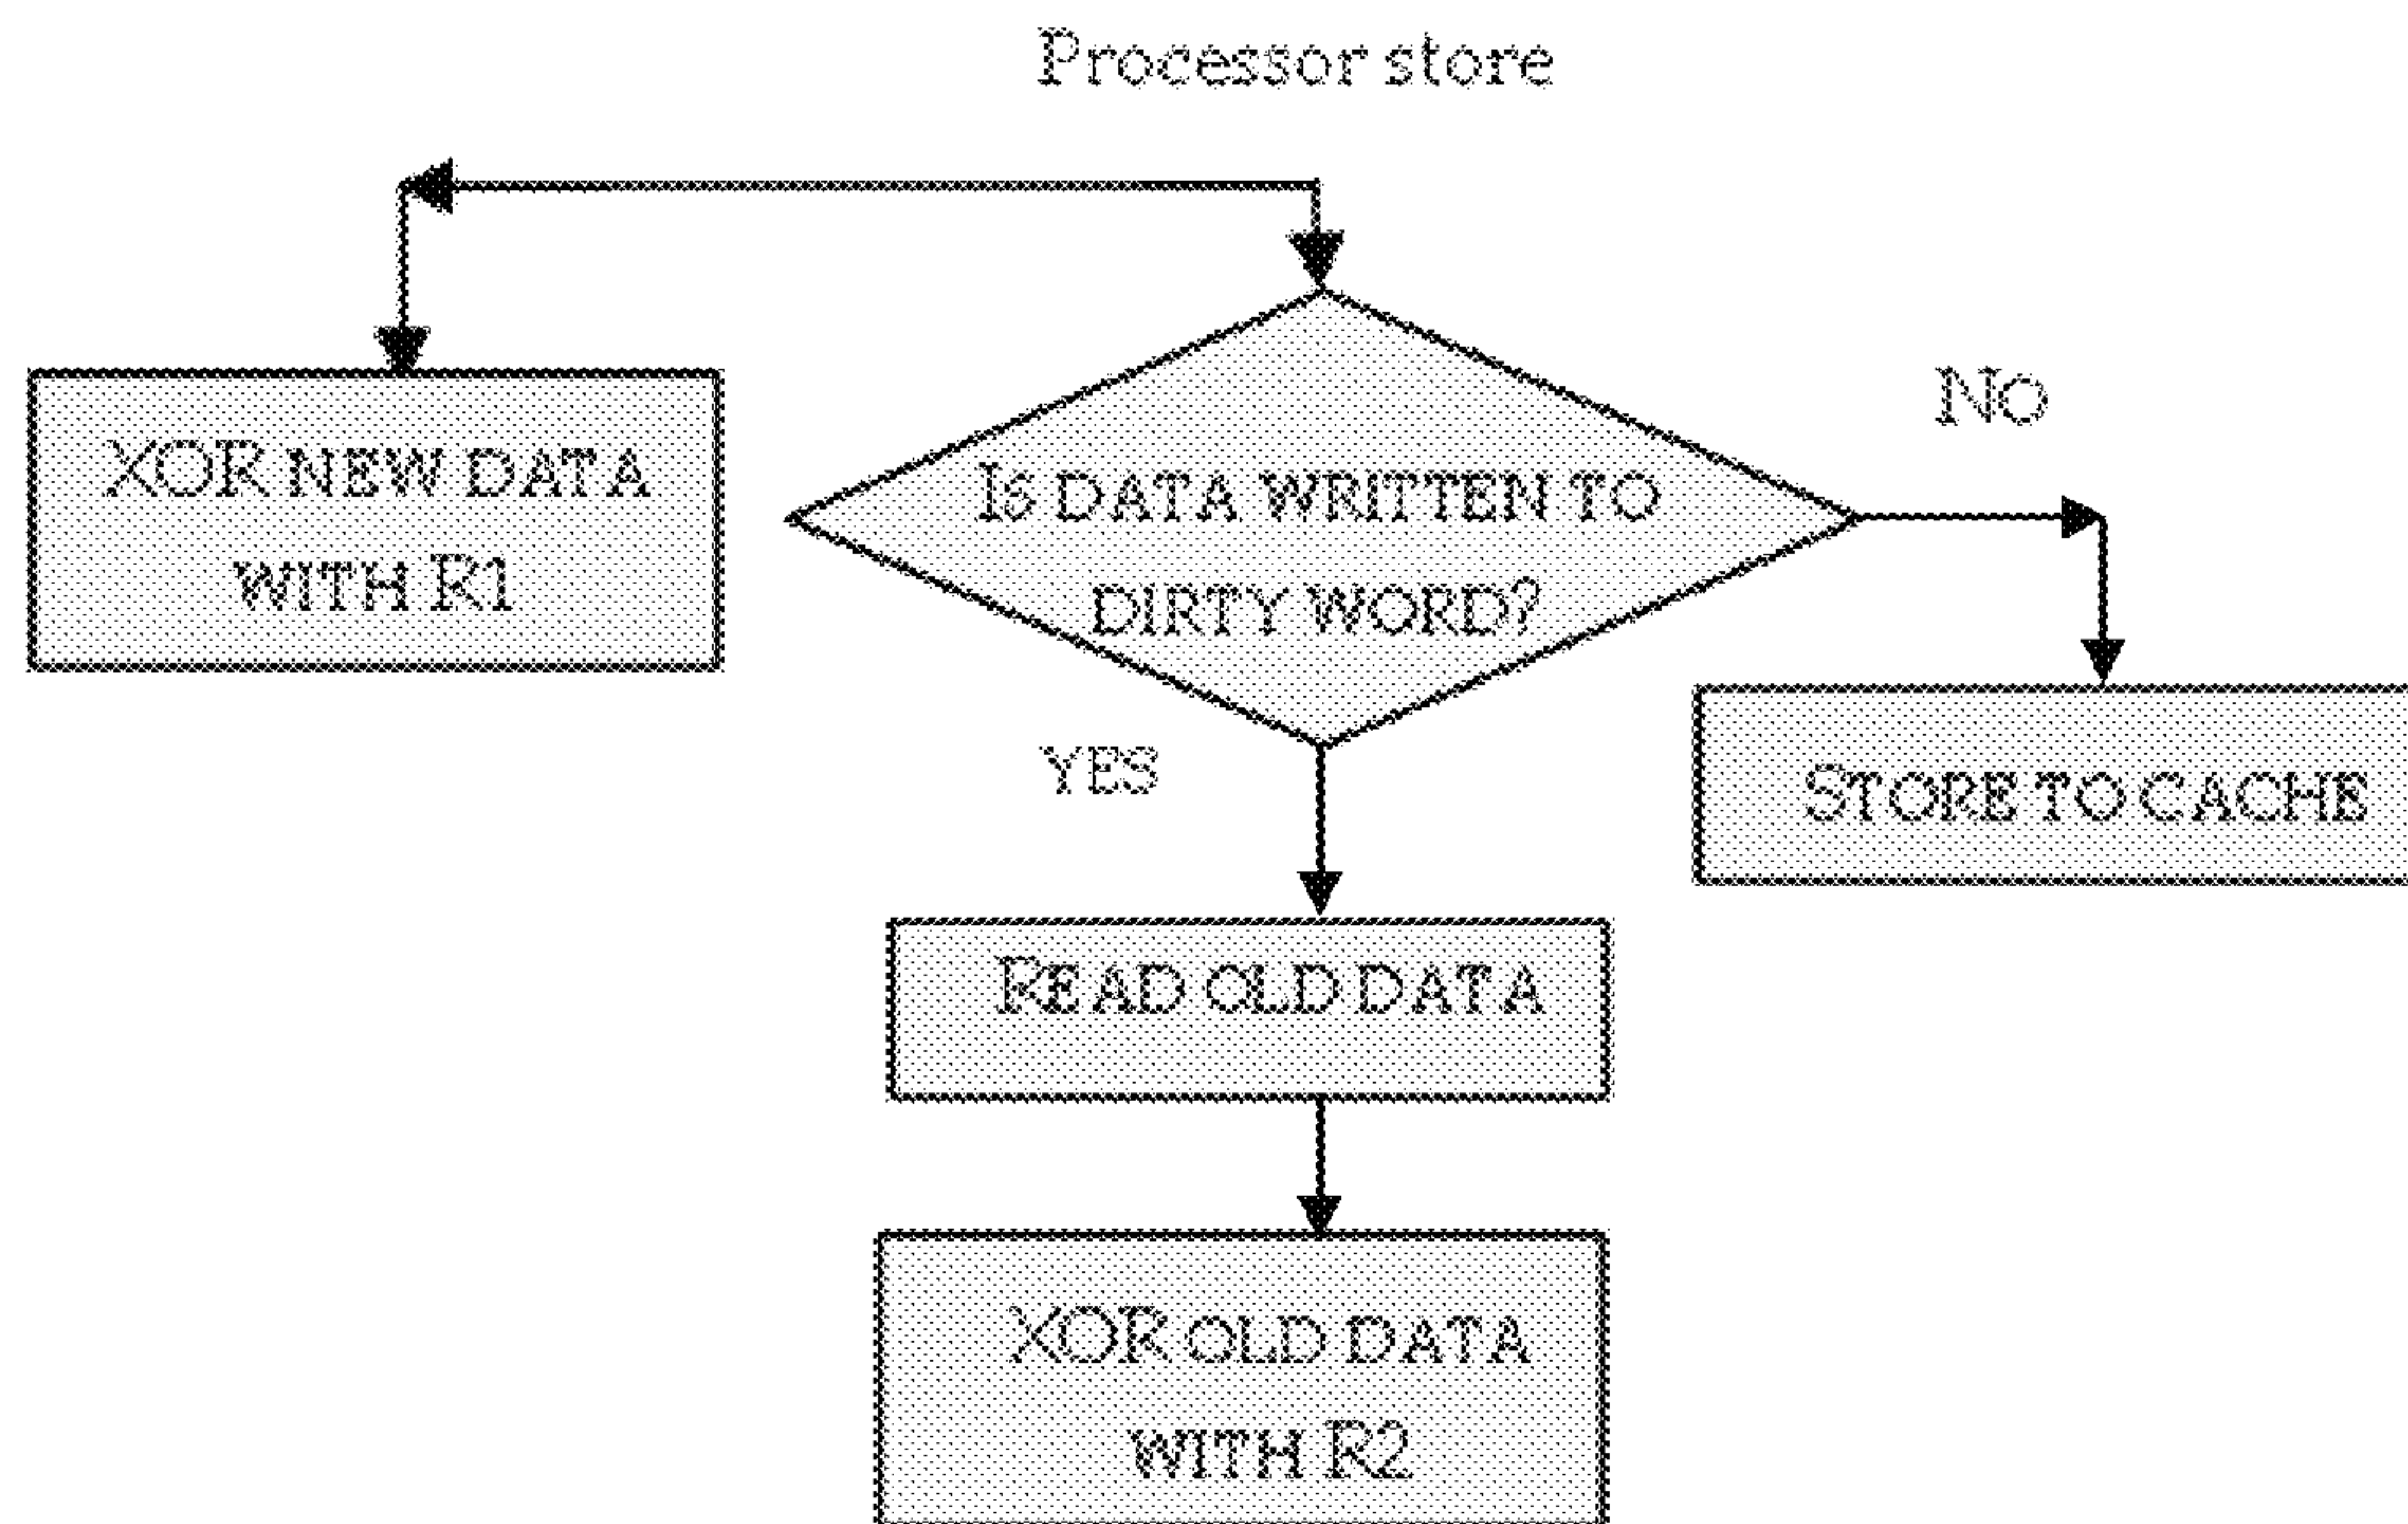 Processor store
XOR NEW DATA
WITH R1
IS DATA WRITTEN TO
DIRTY WORD?
NO
YES
STORE TO CACHE
READ OLD DATA
XOR OLD DATA
WITH R2